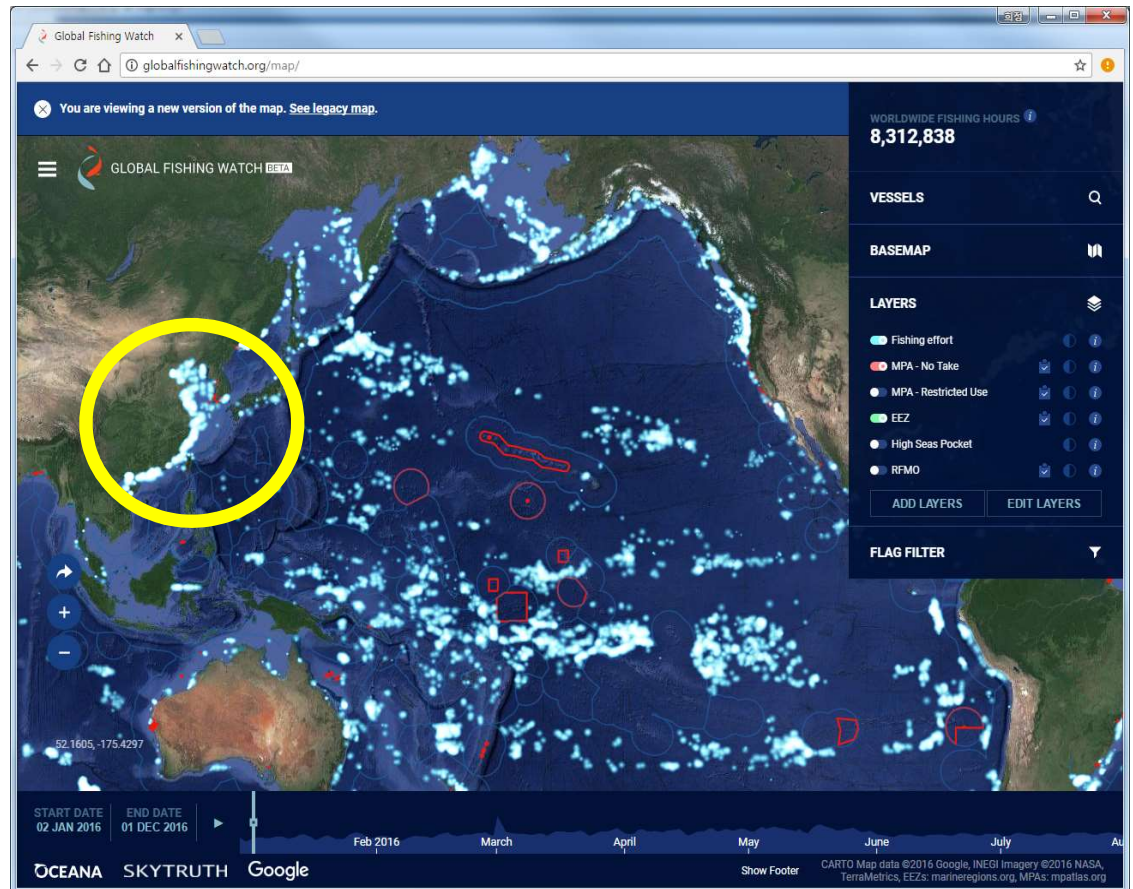 희정
Global Fishing Watch
globalfishingwatch.org/map/
You are viewing a new version of the map. See legacy map.
GLOBAL FISHING WATCH BETA
WORLDWIDE FISHING HOURS
8,312,838
VESSELS
BASEMAP
LAYERS
Fishing effort
MPA - No Take
MPA - Restricted Use
EEZ
High Seas Pocket
RFMO
ADD LAYERS EDIT LAYERS
FLAG FILTER
52.1605, -175.4297
START DATE END DATE
02 JAN 2016 01 DEC 2016
Feb 2016 March April May June July Au
OCEANA SKYTRUTH Google
Show Footer
CARTO Map data ©2016 Google, INEGI Imagery ©2016 NASA,
TerraMetrics, EEZs: marineregions.org, MPAs: mpatlas.org